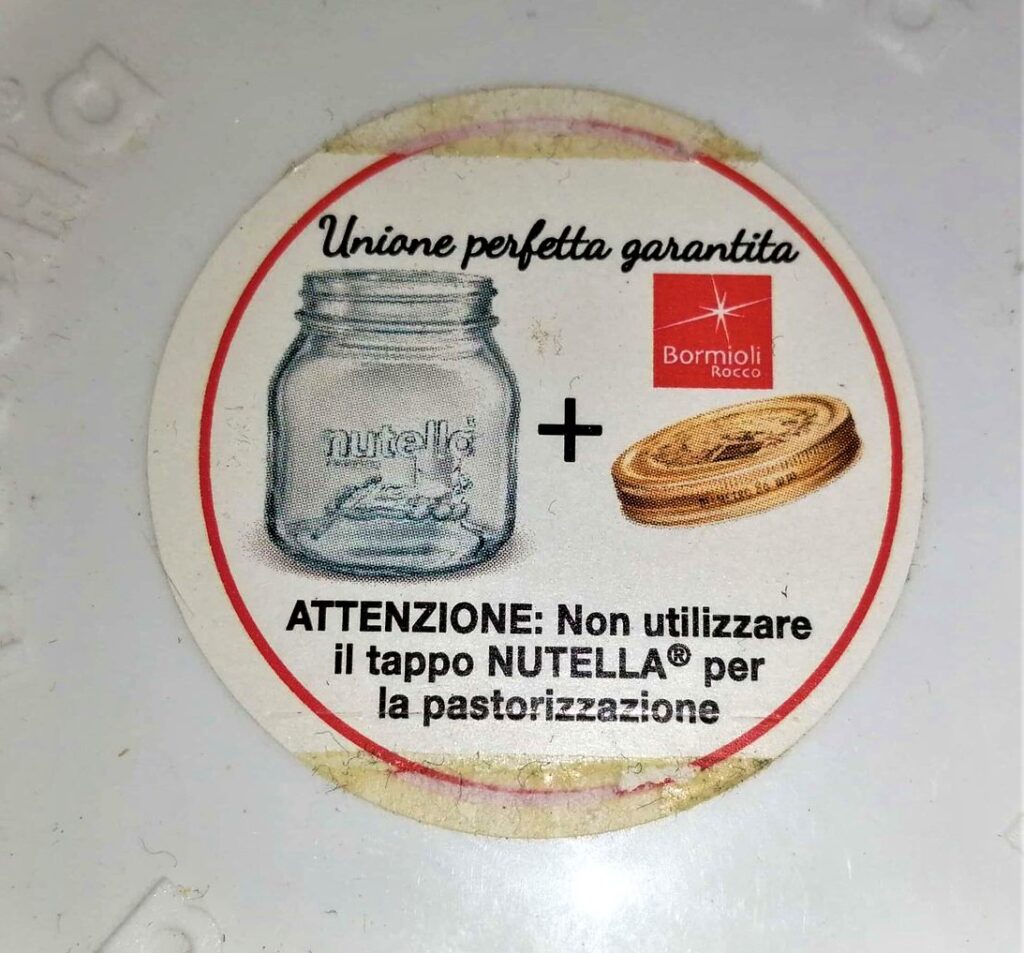 Unione perfetta garantita
Bormioli
Rocco
nutella
ATTENZIONE: Non utilizzare
il tappo NUTELLA® per
la pastorizzazione